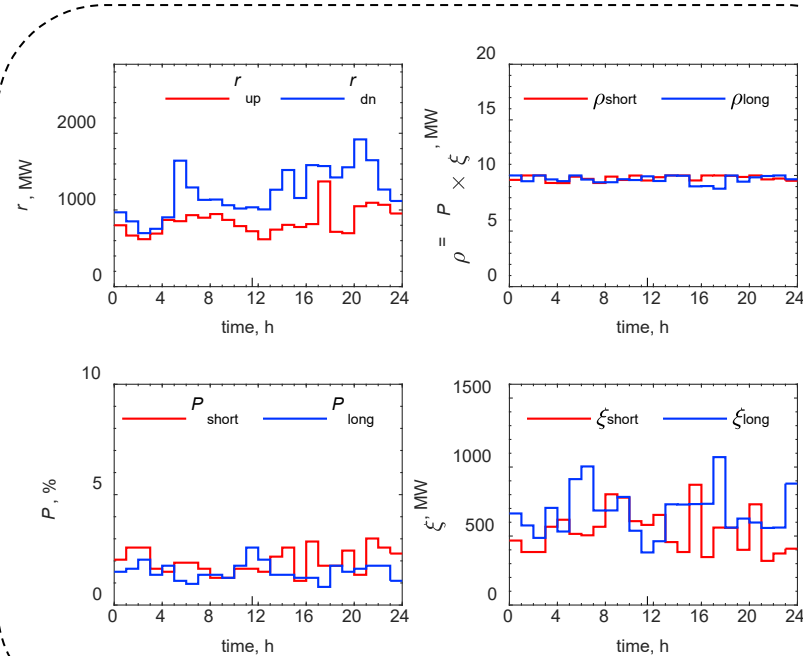 r up r dn
2000
1000
0
r , MW
0 4 8 12 16 20 24
time, h
ρshort ρlong
20
15
10
5
0
ρ = P × ξ , MW
0 4 8 12 16 20 24
time, h
P short P long
10
5
0
P , %
0 4 8 12 16 20 24
time, h
ξshort ξlong
1500
1000
500
0
ξ, MW
0 4 8 12 16 20 24
time, h